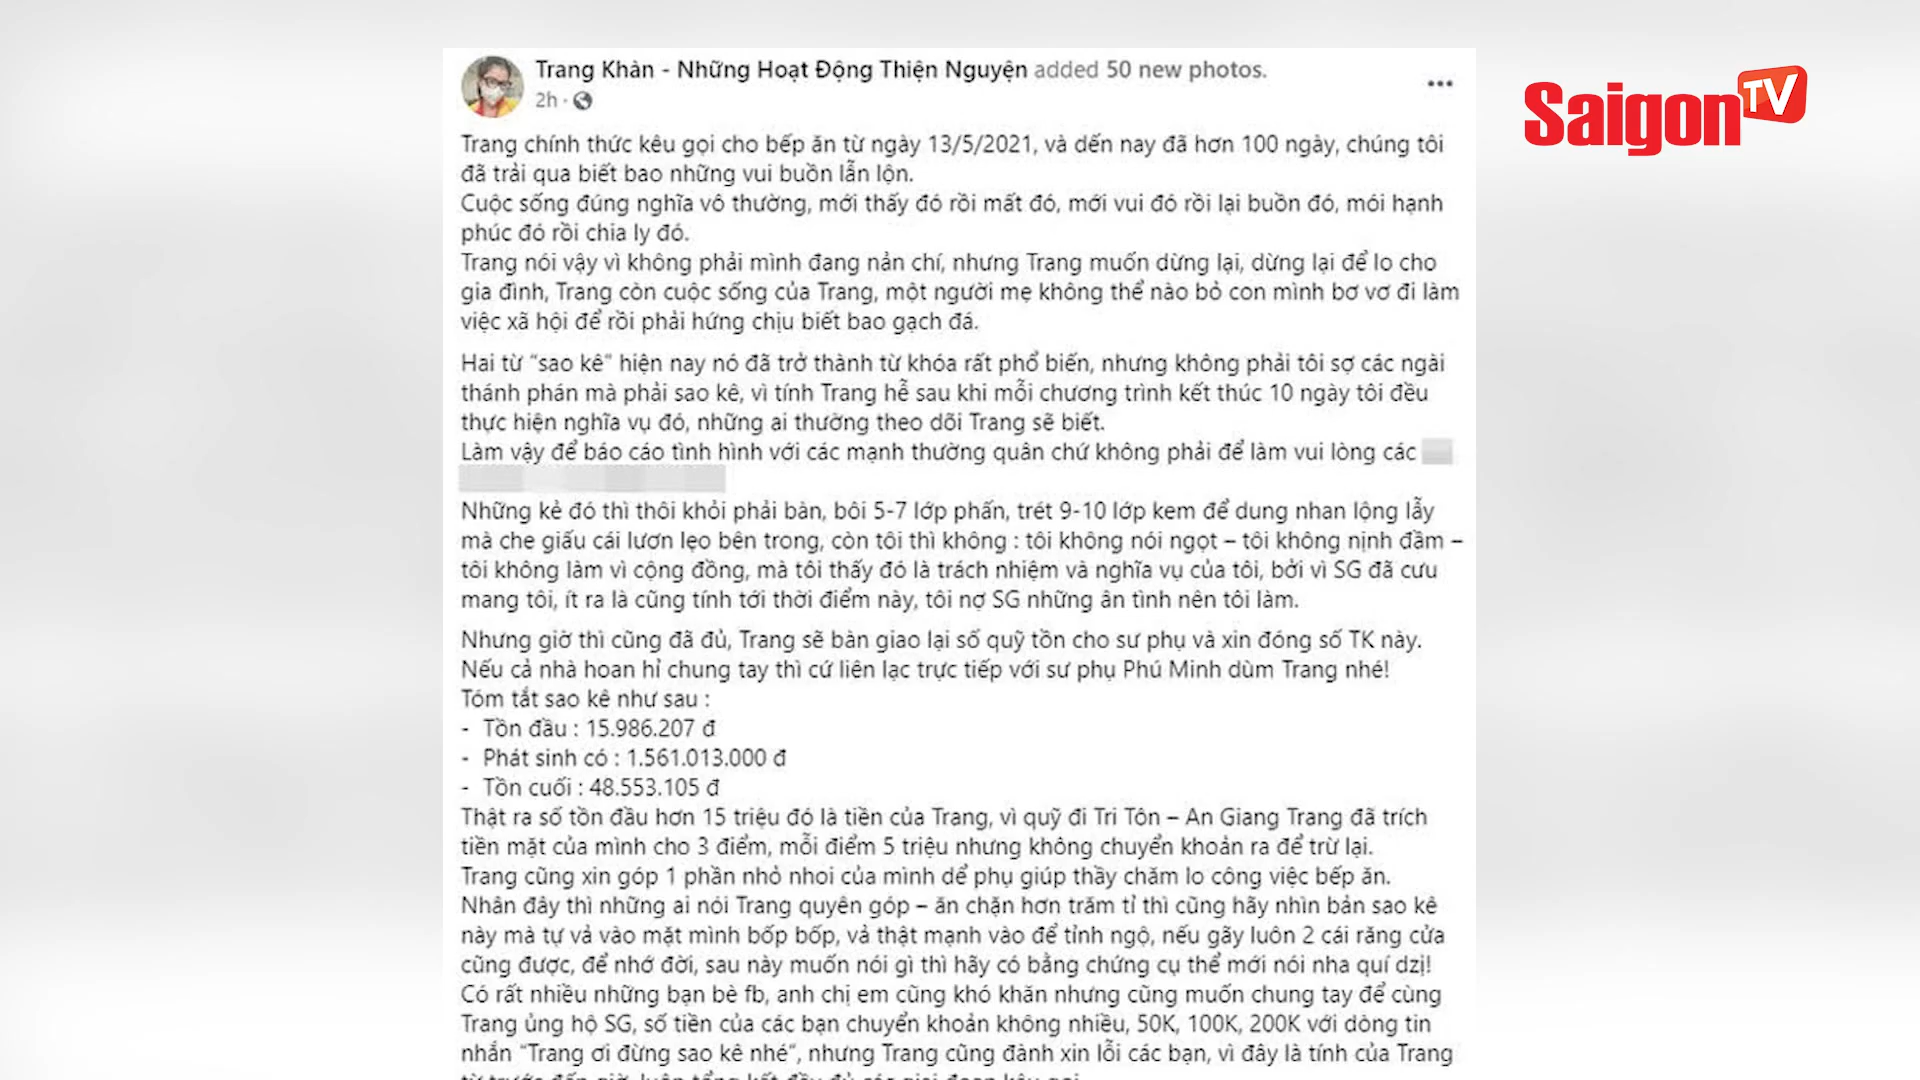 Trang Khàn - Những Hoạt Động Thiện Nguyện added 50 new photos.
2h ·
Saigon TV
Trang chính thức kêu gọi cho bếp ăn từ ngày 13/5/2021, và dến nay đã hơn 100 ngày, chúng tôi
đã trải qua biết bao những vui buồn lẫn lộn.
Cuộc sống đúng nghĩa vô thường, mới thấy đó rồi mất đó, mới vui đó rồi lại buồn đó, mói hạnh
phúc đó rồi chia ly đó.
Trang nói vậy vì không phải mình đang nản chí, nhưng Trang muốn dừng lại, dừng lại để lo cho
gia đình, Trang còn cuộc sống của Trang, một người mẹ không thể nào bỏ con mình bơ vơ đi làm
việc xã hội để rồi phải hứng chịu biết bao gạch đá.
Hai từ “sao kê” hiện nay nó đã trở thành từ khóa rất phổ biến, nhưng không phải tôi sợ các ngài
thánh phán mà phải sao kê, vì tính Trang hễ sau khi mỗi chương trình kết thúc 10 ngày tôi đều
thực hiện nghĩa vụ đó, những ai thường theo dõi Trang sẽ biết.
Làm vậy để báo cáo tình hình với các mạnh thường quân chứ không phải để làm vui lòng các
Những kẻ đó thì thôi khỏi phải bàn, bôi 5-7 lớp phấn, trét 9-10 lớp kem để dung nhan lộng lẫy
mà che giấu cái lươn lẹo bên trong, còn tôi thì không : tôi không nói ngọt – tôi không nịnh đầm –
tôi không làm vì cộng đồng, mà tôi thấy đó là trách nhiệm và nghĩa vụ của tôi, bởi vì SG đã cưu
mang tôi, ít ra là cũng tính tới thời điểm này, tôi nợ SG những ân tình nên tôi làm.
Nhưng giờ thì cũng đã đủ, Trang sẽ bàn giao lại số quỹ tồn cho sư phụ và xin đóng số TK này.
Nếu cả nhà hoan hỉ chung tay thì cứ liên lạc trực tiếp với sư phụ Phú Minh dùm Trang nhé!
Tóm tắt sao kê như sau :
- Tồn đầu : 15.986.207 đ
- Phát sinh có : 1.561.013.000 đ
- Tồn cuối : 48.553.105 đ
Thật ra số tồn đầu hơn 15 triệu đó là tiền của Trang, vì quỹ đi Tri Tôn – An Giang Trang đã trích
tiền mặt của mình cho 3 điểm, mỗi điểm 5 triệu nhưng không chuyển khoản ra để trừ lại.
Trang cũng xin góp 1 phần nhỏ nhoi của mình dể phụ giúp thầy chăm lo công việc bếp ăn.
Nhân đây thì những ai nói Trang quyên góp – ăn chặn hơn trăm tỉ thì cũng hãy nhìn bản sao kê
này mà tự vả vào mặt mình bốp bốp, vả thật mạnh vào để tỉnh ngộ, nếu gãy luôn 2 cái răng cửa
cũng được, để nhớ đời, sau này muốn nói gì thì hãy có bằng chứng cụ thể mới nói nha quí dzị!
Có rất nhiều những bạn bè fb, anh chị em cũng khó khăn nhưng cũng muốn chung tay để cùng
Trang ủng hộ SG, số tiền của các bạn chuyển khoản không nhiều, 50K, 100K, 200K với dòng tin
nhắn “Trang ơi đừng sao kê nhé”, nhưng Trang cũng đành xin lỗi các bạn, vì đây là tính của Trang
từ trước đến giờ, luôn tổng kết đầy đủ các giai đoạn kêu gọi.